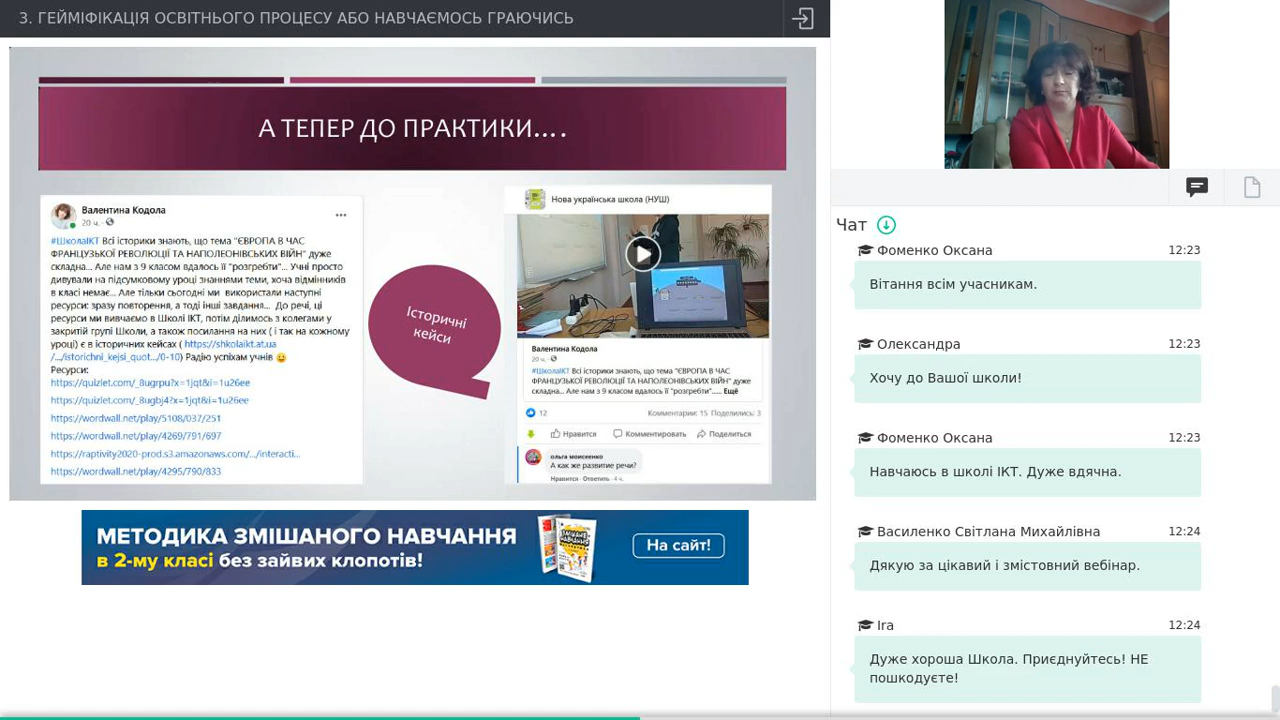 3. ГЕЙМІФІКАЦІЯ ОСВІТНЬОГО ПРОЦЕСУ АБО НАВЧАЄМОСЬ ГРАЮЧИСЬ
А ТЕПЕР ДО ПРАКТИКИ....
Валентина Кодола
20 ч. ·
#ШколаІКТ Всі історики знають, що тема "ЄВРОПА В ЧАС
ФРАНЦУЗЬКОЇ РЕВОЛЮЦІЇ ТА НАПОЛЕОНІВСЬКИХ ВІЙН" дуже
складна... Але нам з 9 класом вдалось її "розгребти"... Учні просто
дивували на підсумковому уроці знаннями теми, хоча відмінників
в класі немає... Але тільки сьогодні ми використали наступні
ресурси: зразу повторення, а тоді інші завдання... До речі, ці
ресурси ми вивчаємо в Школі ІКТ, потім ділимось з колегами у
закритій групі Школи, а також посилання на них ( і так на кожному
уроці) є в історичних кейсах ( https://shkolaikt.at.ua
/.../istorichni_kejsi_quot.../0-10) Радію успіхам учнів 😀
Ресурси:
https://quizlet.com/_8ugrpu?x=1jqt&i=1u26ee
https://quizlet.com/_8ugbj4?x=1jqt&i=1u26ee
https://wordwall.net/play/5108/037/251
https://wordwall.net/play/4269/791/697
https://raptivity2020-prod.s3.amazonaws.com/.../interacti...
https://wordwall.net/play/4295/790/833
Історичні
кейси
Нова українська школа (НУШ)
Валентина Кодола
20 ч. ·
#ШколаІКТ Всі історики знають, що тема "ЄВРОПА В ЧАС
ФРАНЦУЗЬКОЇ РЕВОЛЮЦІЇ ТА НАПОЛЕОНІВСЬКИХ ВІЙН" дуже
складна... Але нам з 9 класом вдалось її "розгребти"..... Ещё
12
Комментарии: 15 Поделились: 3
Нравится Комментировать Поделиться
ольга моисеенко
А как же развитие речи?
Нравится · Ответить · 4 ч.
МЕТОДИКА ЗМІШАНОГО НАВЧАННЯ
в 2-му класі без зайвих клопотів!
На сайт!
Чат
Фоменко Оксана 12:23
Вітання всім учасникам.
Олександра 12:23
Хочу до Вашої школи!
Фоменко Оксана 12:23
Навчаюсь в школі ІКТ. Дуже вдячна.
Василенко Світлана Михайлівна 12:24
Дякую за цікавий і змістовний вебінар.
Ira 12:24
Дуже хороша Школа. Приєднуйтесь! НЕ
пошкодуєте!